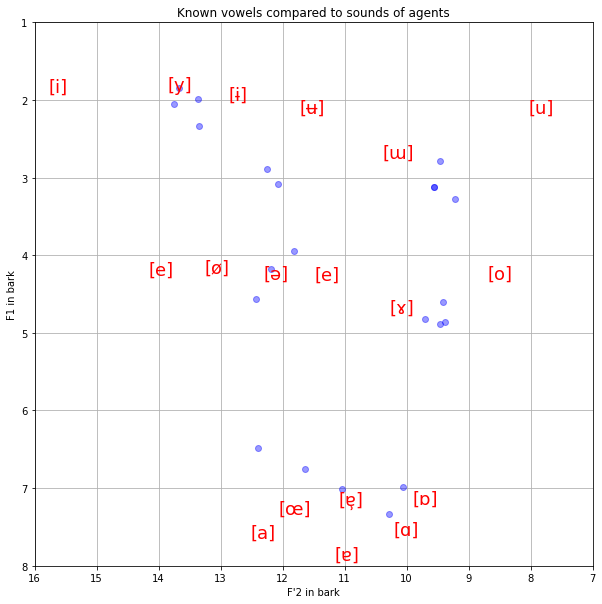 Known vowels compared to sounds of agents
1
[i] [y] [ɨ] [ʉ] [u]
2
[ɯ]
3
4
[e] [ø] [ə] [e] [o]
[ɤ]
5
6
7
[œ] [ɐ̞] [ɒ]
[a] [ɑ]
[ɐ]
8
16 15 14 13 12 11 10 9 8 7
F1 in bark
F'2 in bark